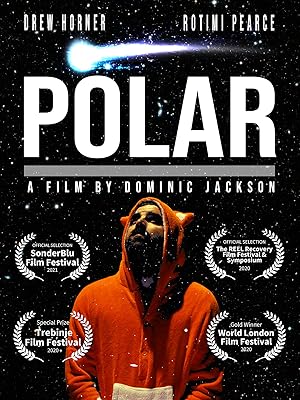 DREW HORNER ROTIMI PEARCE
POLAR
A FILM BY DOMINIC JACKSON
OFFICIAL SELECTION
SonderBlu
Film Festival
2021
OFFICIAL SELECTION
The REEL Recovery
Film Festival &
Symposium
2020
Special Prize
Trebinje
Film Festival
2020
Gold Winner
World London
Film Festival
2020